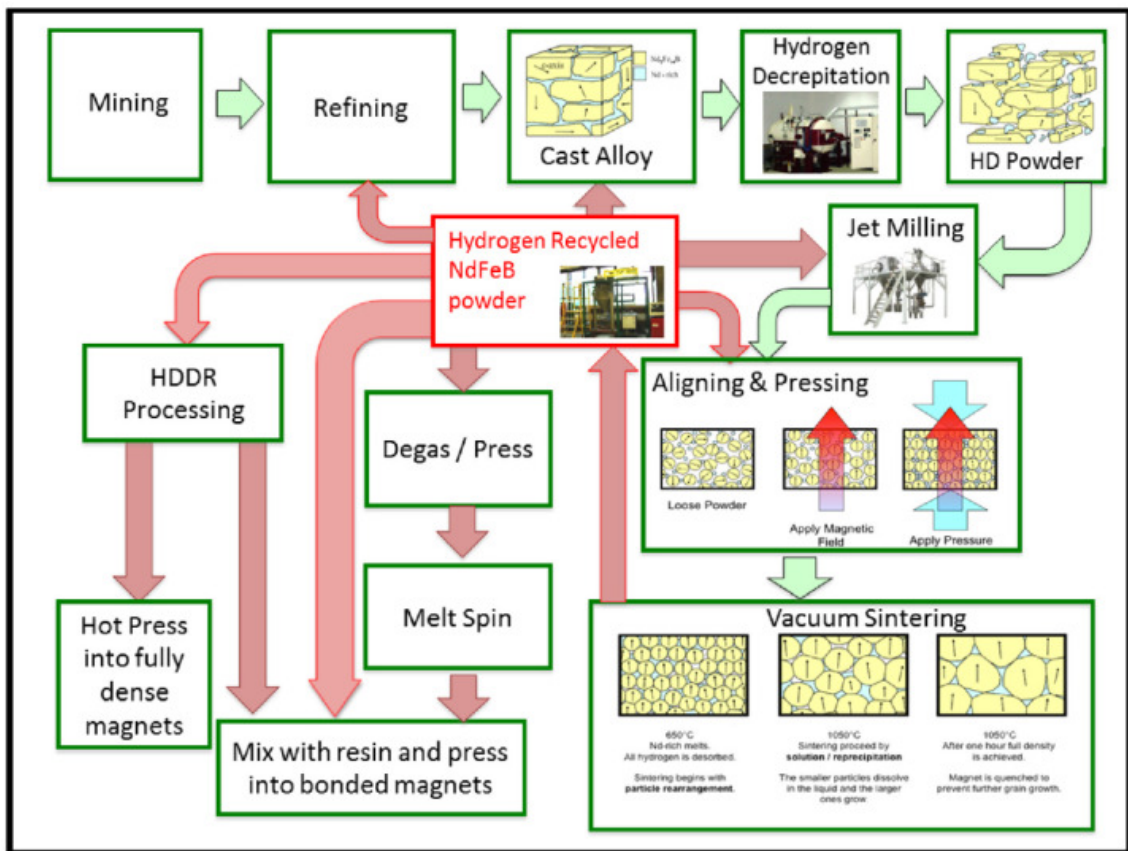 Mining
Refining
Nd₂Fe₁₄B
Nd - rich
Cast Alloy
Hydrogen
Decrepitation
HD Powder
Hydrogen Recycled
NdFeB
powder
Jet Milling
HDDR
Processing
Degas / Press
Aligning & Pressing
Loose Powder
Apply Magnetic
Field
Apply Pressure
Hot Press
into fully
dense
magnets
Melt Spin
Mix with resin and press
into bonded magnets
Vacuum Sintering
650°C
Nd-rich melts.
All hydrogen is desorbed.
Sintering begins with
particle rearrangement.
1050°C
Sintering proceed by
solution / reprecipitation
The smaller particles dissolve
in the liquid and the larger
ones grow
1050°C
After one hour full density
is achieved.
Magnet is quenched to
prevent further grain growth.